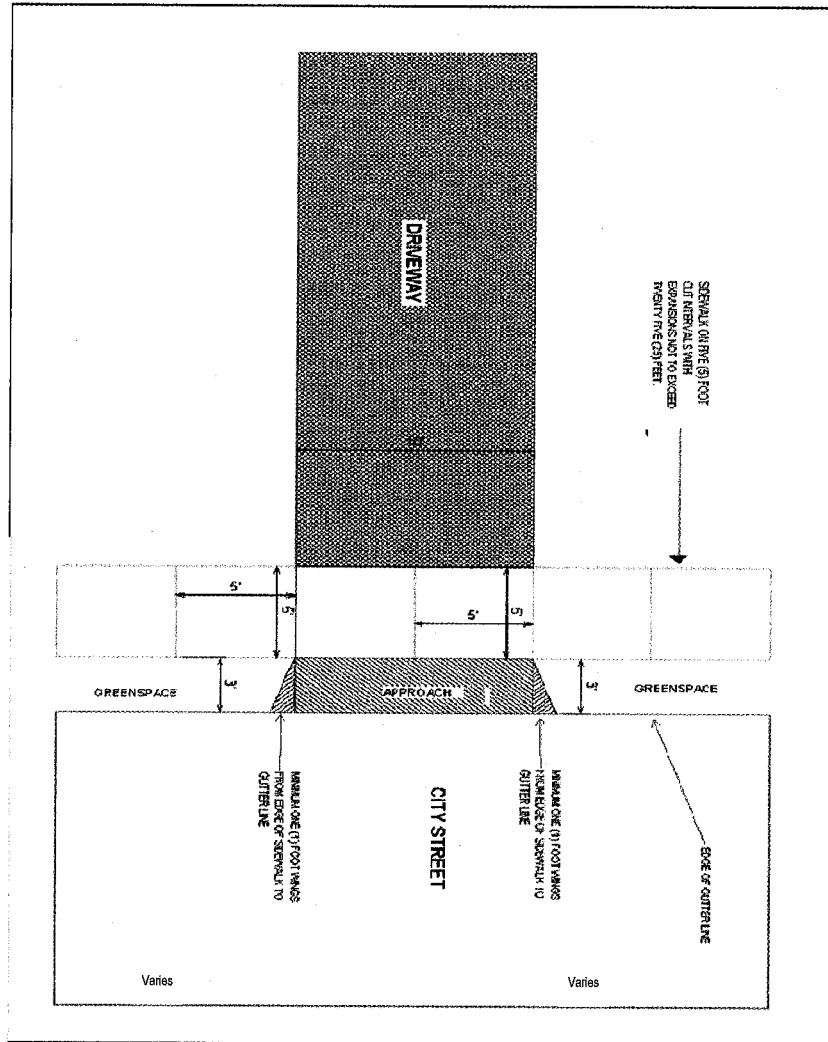 DRIVEWAY
SIDEWALK ON FIVE (5) FOOT
CUT INTERVALS WITH
EXPANSIONS NOT TO EXCEED
TWENTY FIVE (25) FEET.
5'
5'
5'
5'
GREENSPACE
3'
APPROACH
3'
GREENSPACE
MINIMUM ONE (1) FOOT WINGS
FROM EDGE OF SIDEWALK TO
GUTTER LINE
CITY STREET
MINIMUM ONE (1) FOOT WINGS
FROM EDGE OF SIDEWALK TO
GUTTER LINE
EDGE OF GUTTER LINE
Varies
Varies